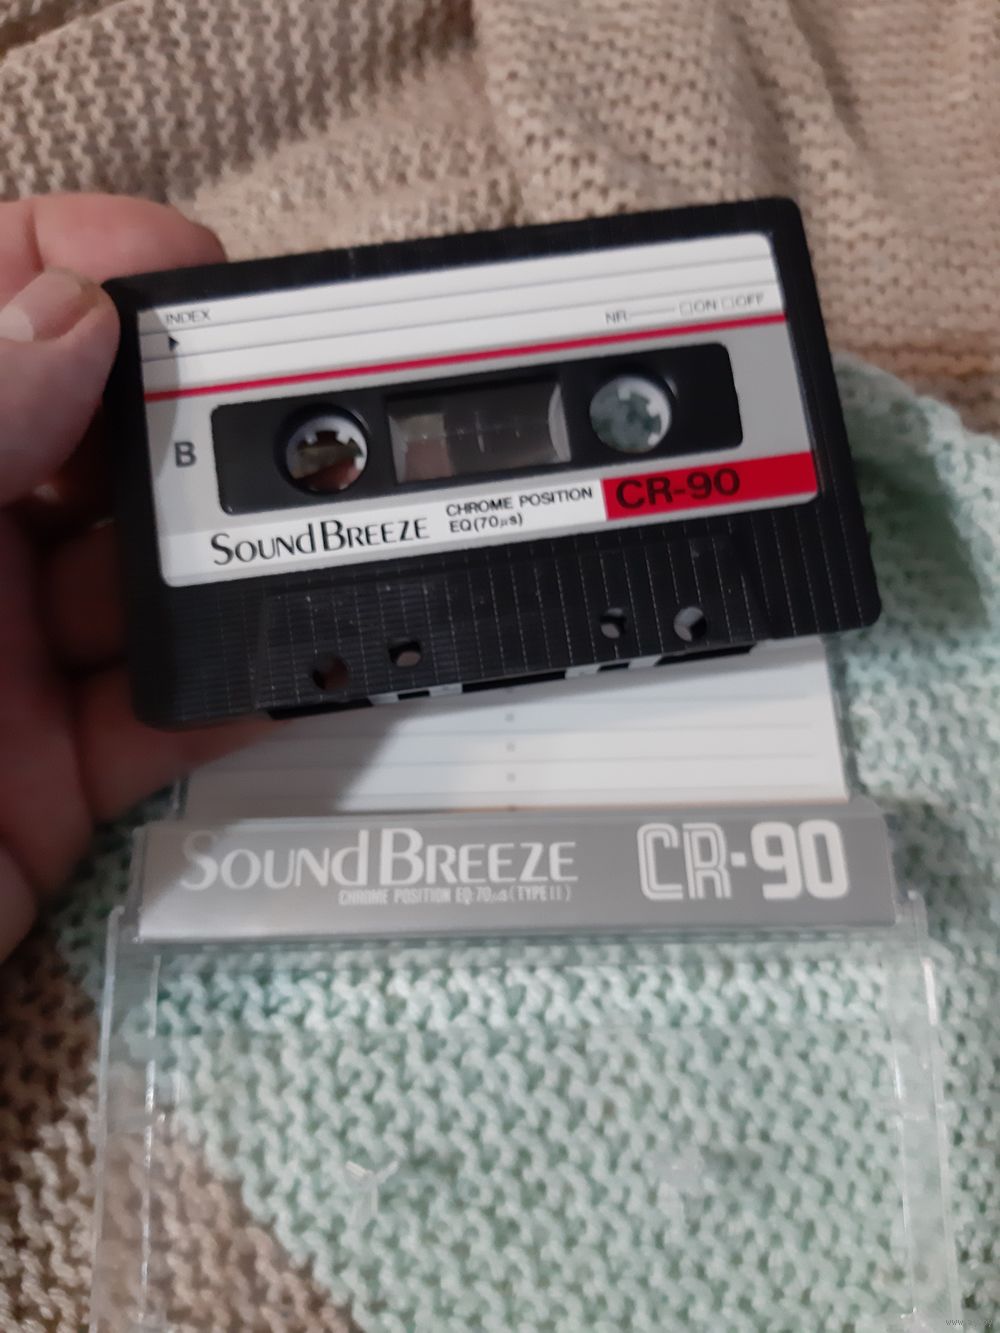 INDEX
NR ☐ON ☐OFF
B
SOUND BREEZE
CHROME POSITION
EQ(70μs)
CR-90
SOUND BREEZE
CHROME POSITION EQ:70μs(TYPE II)
CR-90